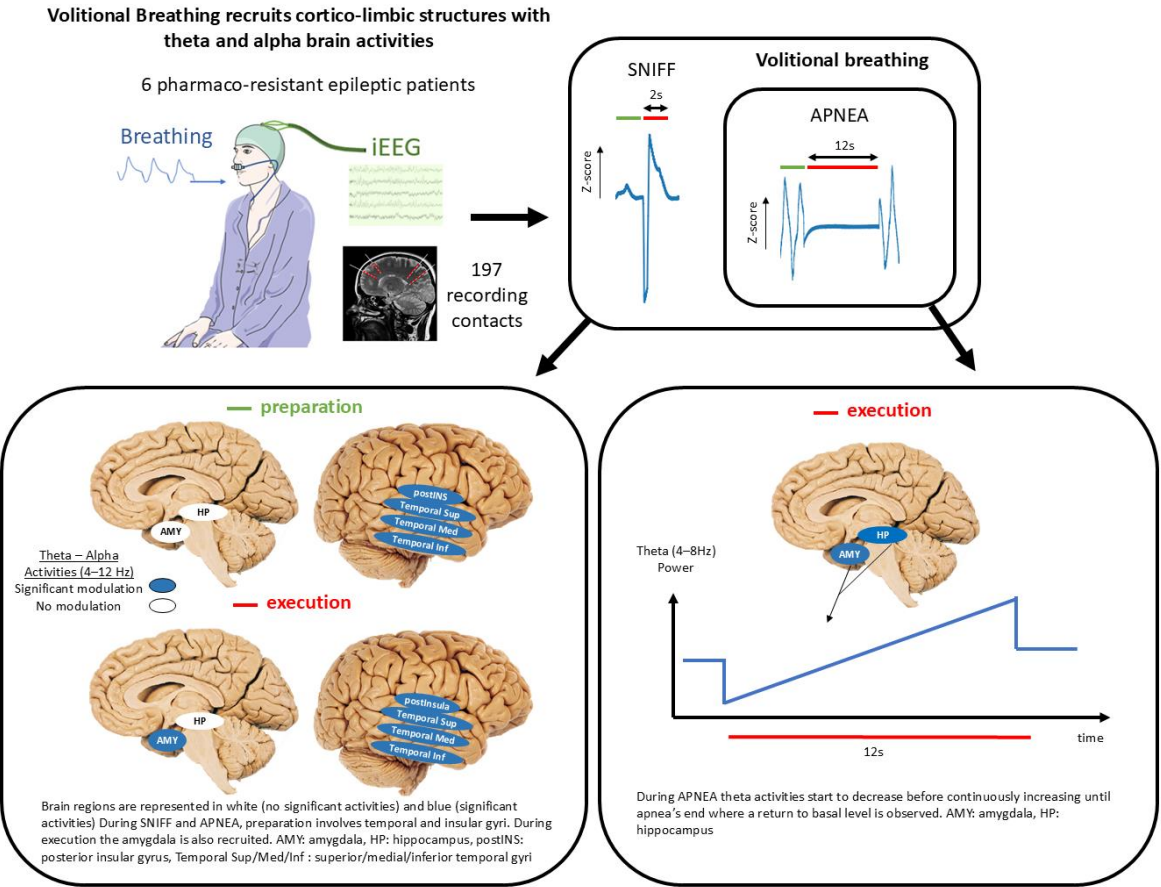 Volitional Breathing recruits cortico-limbic structures with
theta and alpha brain activities
6 pharmaco-resistant epileptic patients
Breathing
iEEG
197
recording
contacts
Volitional breathing
SNIFF
2s
Z-score
APNEA
12s
Z-score
preparation
HP
AMY
postINS
Temporal Sup
Temporal Med
Temporal Inf
Theta – Alpha
Activities (4–12 Hz)
Significant modulation
No modulation
execution
HP
AMY
postInsula
Temporal Sup
Temporal Med
Temporal Inf
Brain regions are represented in white (no significant activities) and blue (significant
activities) During SNIFF and APNEA, preparation involves temporal and insular gyri. During
execution the amygdala is also recruited. AMY: amygdala, HP: hippocampus, postINS:
posterior insular gyrus, Temporal Sup/Med/Inf : superior/medial/inferior temporal gyri
execution
HP
AMY
Theta (4–8Hz)
Power
time
12s
During APNEA theta activities start to decrease before continuously increasing until
apnea’s end where a return to basal level is observed. AMY: amygdala, HP:
hippocampus